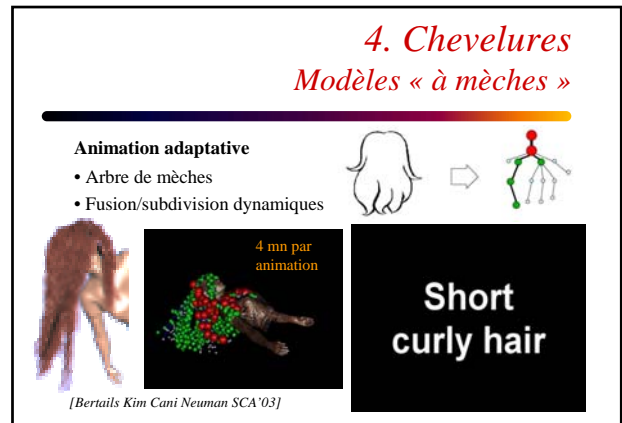 4. Chevelures
Modèles « à mèches »
Animation adaptative
• Arbre de mèches
• Fusion/subdivision dynamiques
4 mn par
animation
Short
curly hair
[Bertails Kim Cani Neuman SCA'03]